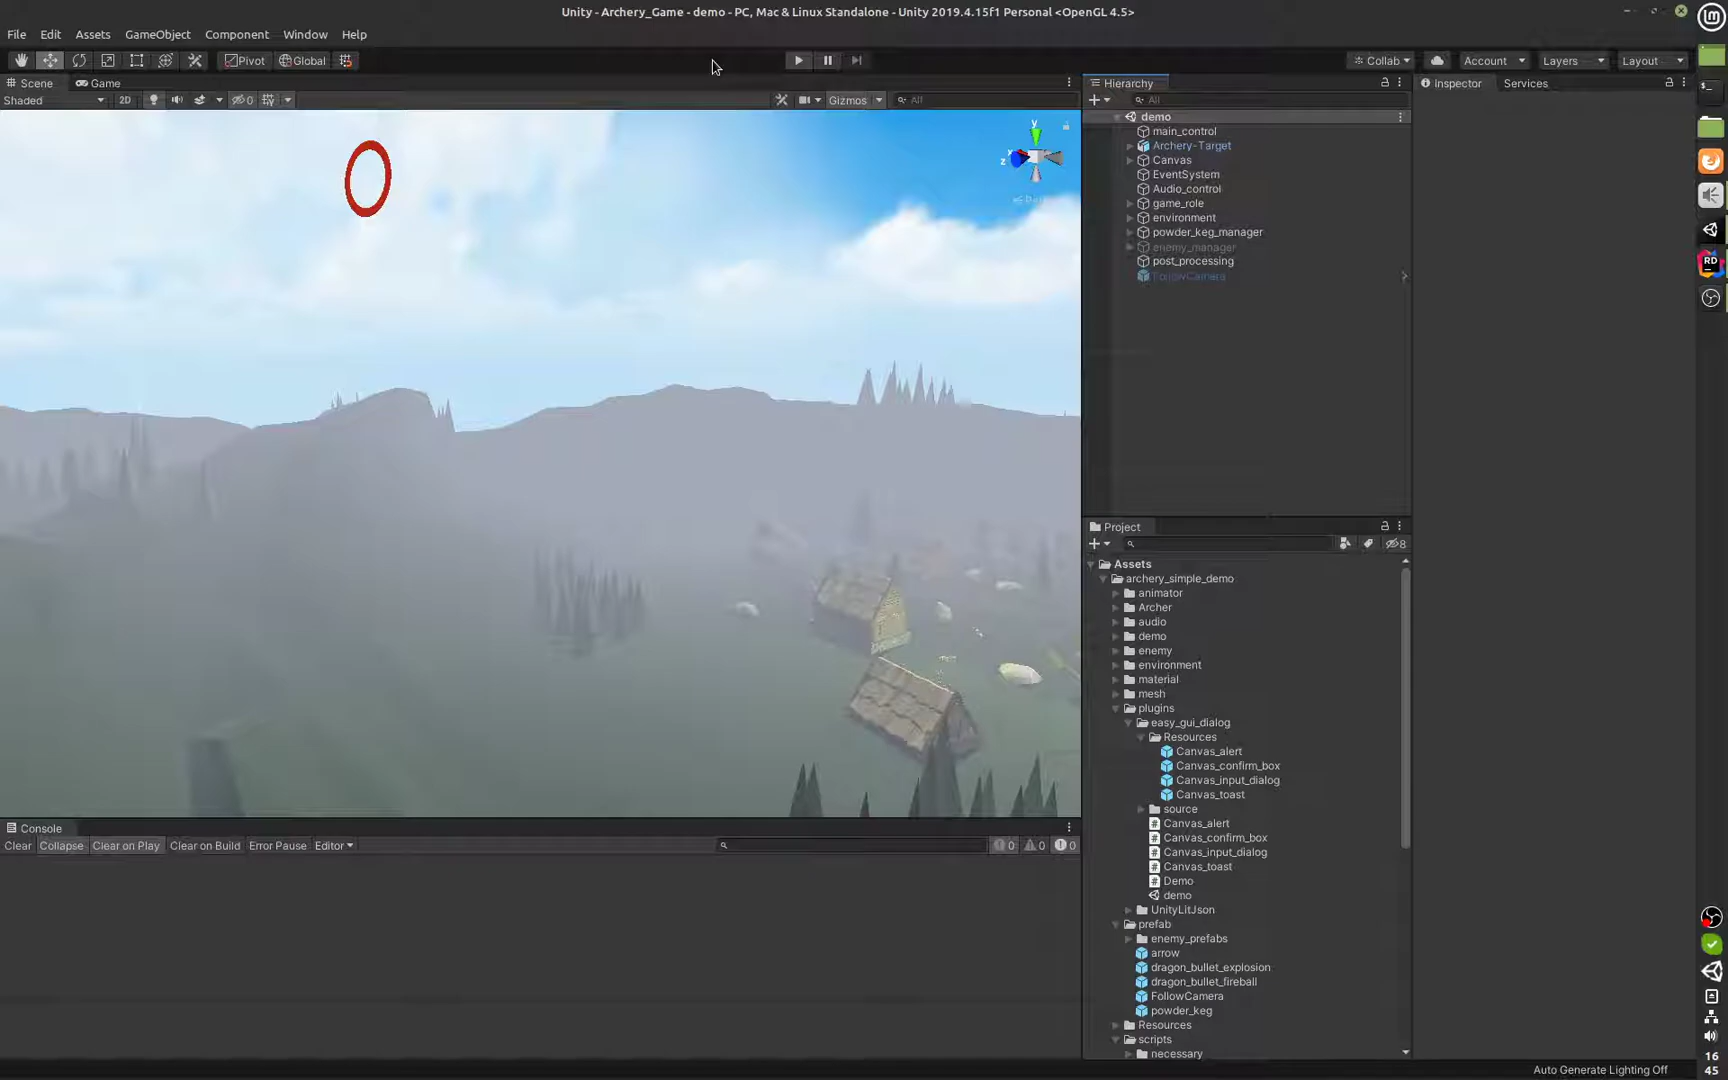 Unity - Archery_Game - demo - PC, Mac & Linux Standalone - Unity 2019.4.15f1 Personal <OpenGL 4.5>
File Edit Assets GameObject Component Window Help
Pivot Global Collab Account Layers Layout
Scene Game
Shaded 2D 0 Gizmos All
y
x
z
Hierarchy
All
demo
main_control
Archery-Target
Canvas
EventSystem
Audio_control
game_role
environment
powder_keg_manager
enemy_manager
post_processing
FollowCamera
Inspector Services
Project
8
Assets
archery_simple_demo
animator
Archer
audio
demo
enemy
environment
material
mesh
plugins
easy_gui_dialog
Resources
Canvas_alert
Canvas_confirm_box
Canvas_input_dialog
Canvas_toast
source
Canvas_alert
Canvas_confirm_box
Canvas_input_dialog
Canvas_toast
Demo
demo
UnityLitJson
prefab
enemy_prefabs
arrow
dragon_bullet_explosion
dragon_bullet_fireball
FollowCamera
powder_keg
Resources
scripts
necessary
Console
Clear Collapse Clear on Play Clear on Build Error Pause Editor 0 0 0
Auto Generate Lighting Off
RD
16
45